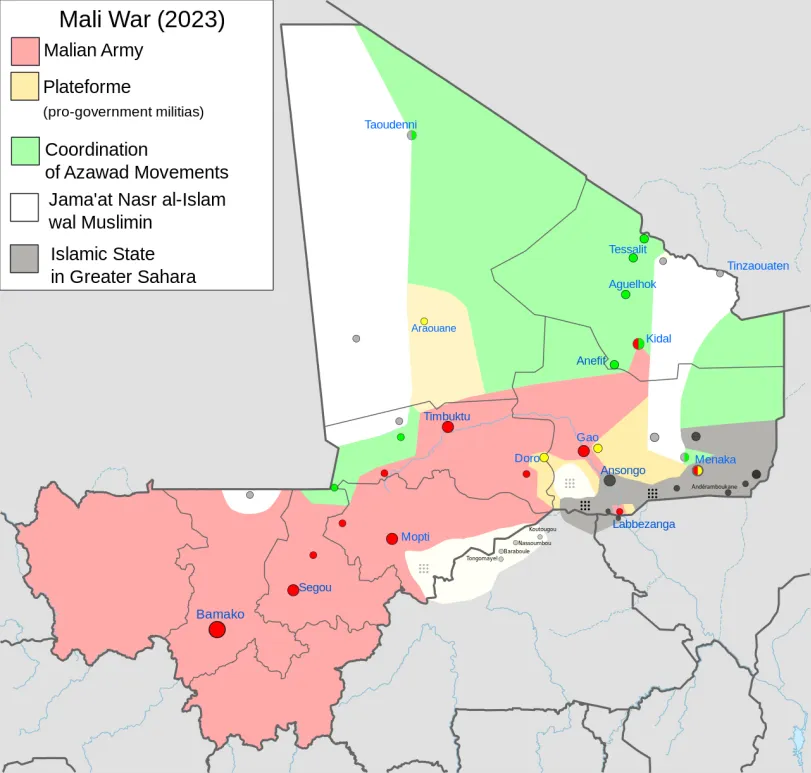 Mali War (2023)
Malian Army
Plateforme
(pro-government militias)
Coordination
of Azawad Movements
Jama'at Nasr al-Islam
wal Muslimin
Islamic State
in Greater Sahara
Taoudenni
Tessalit
Tinzaouaten
Aguelhok
Araouane
Kidal
Anefif
Timbuktu
Gao
Doro
Menaka
Ansongo
Andéramboukane
Labbezanga
Koutougou
Mopti
Nassoumbou
Baraboule
Tongomayel
Segou
Bamako